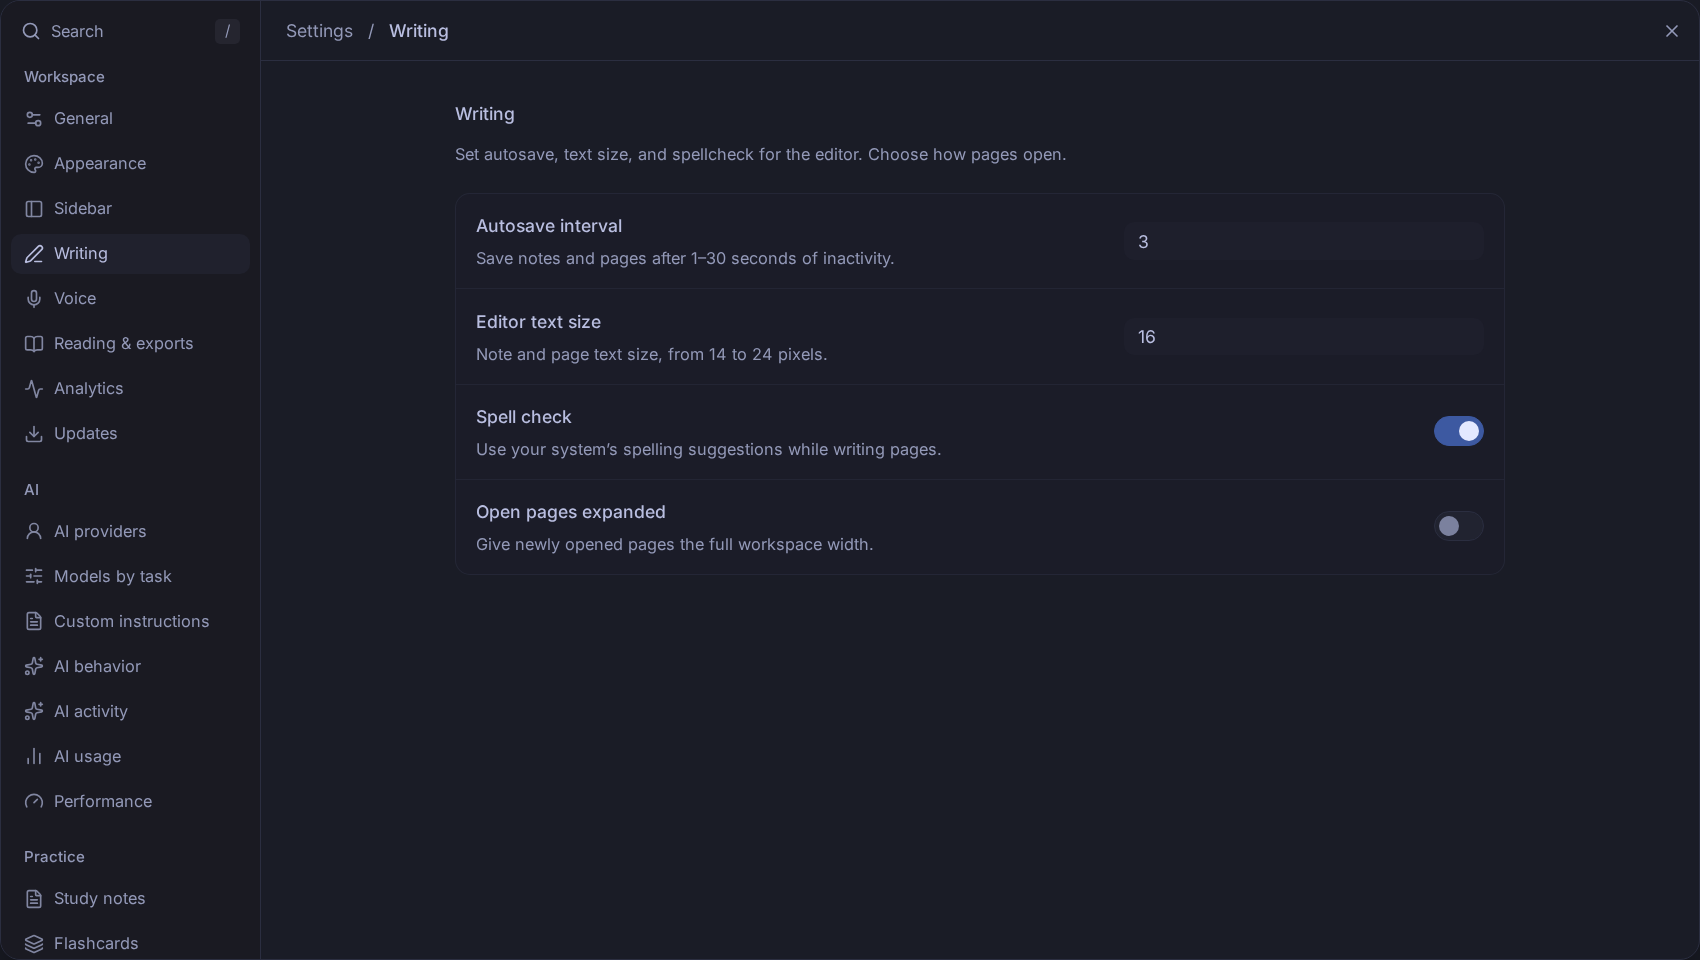 Search
/
Workspace
General
Appearance
Sidebar
Writing
Voice
Reading & exports
Analytics
Updates
AI
AI providers
Models by task
Custom instructions
AI behavior
AI activity
AI usage
Performance
Practice
Study notes
Flashcards
Settings / Writing
Writing
Set autosave, text size, and spellcheck for the editor. Choose how pages open.
Autosave interval
Save notes and pages after 1–30 seconds of inactivity.
3
Editor text size
Note and page text size, from 14 to 24 pixels.
16
Spell check
Use your system’s spelling suggestions while writing pages.
Open pages expanded
Give newly opened pages the full workspace width.